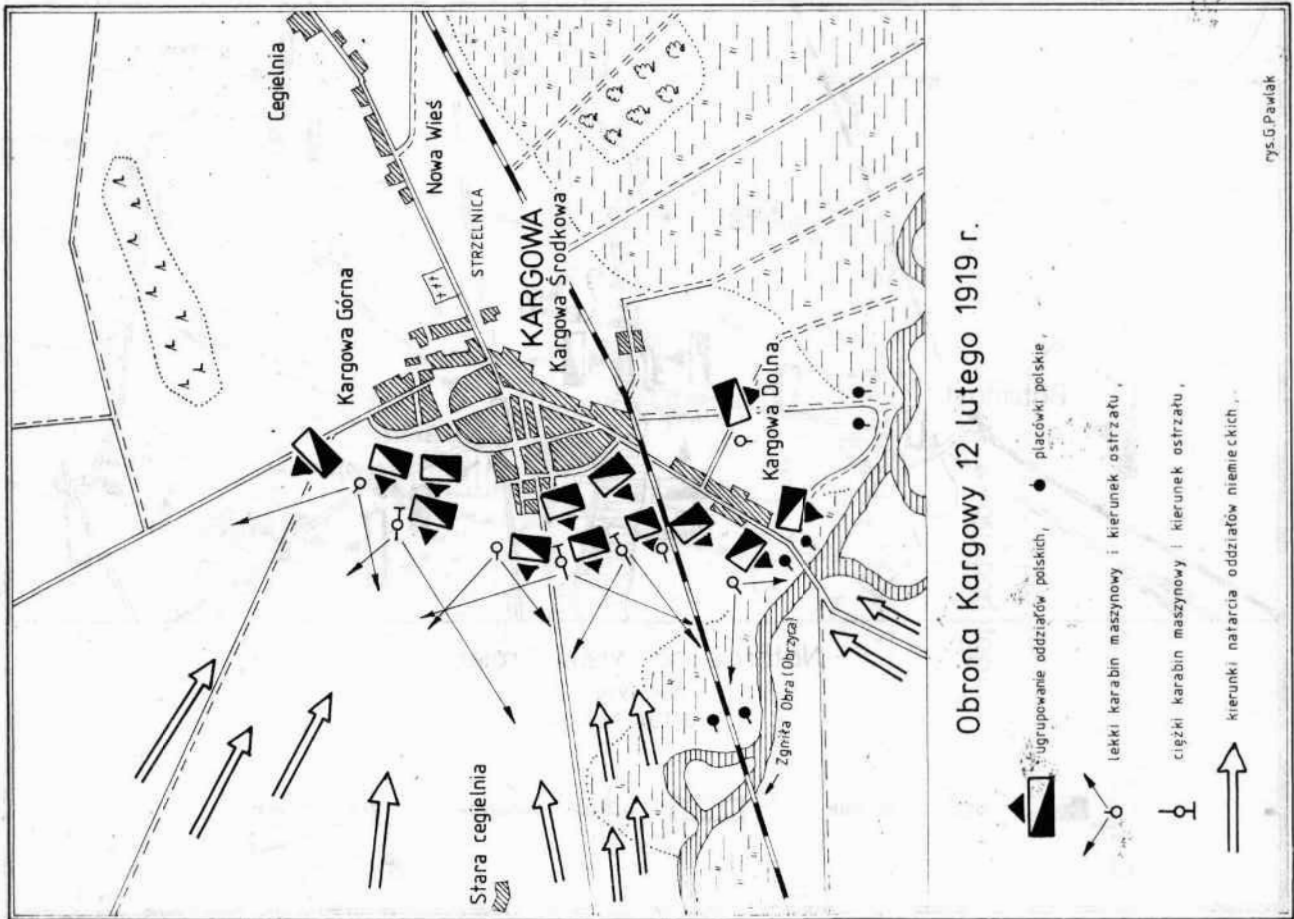 Cegielnia
Nowa Wieś
Kargowa Górna
STRZELNICA
KARGOWA
Kargowa Środkowa
Kargowa Dolna
Stara cegielnia
Zgniła Obra (Obrzyca)
Obrona Kargowy 12 lutego 1919 r.
ugrupowanie oddziałów polskich, placówki polskie,
lekki karabin maszynowy i kierunek ostrzału,
ciężki karabin maszynowy i kierunek ostrzału,
kierunki natarcia oddziałów niemieckich.
rys.G.Pawlak